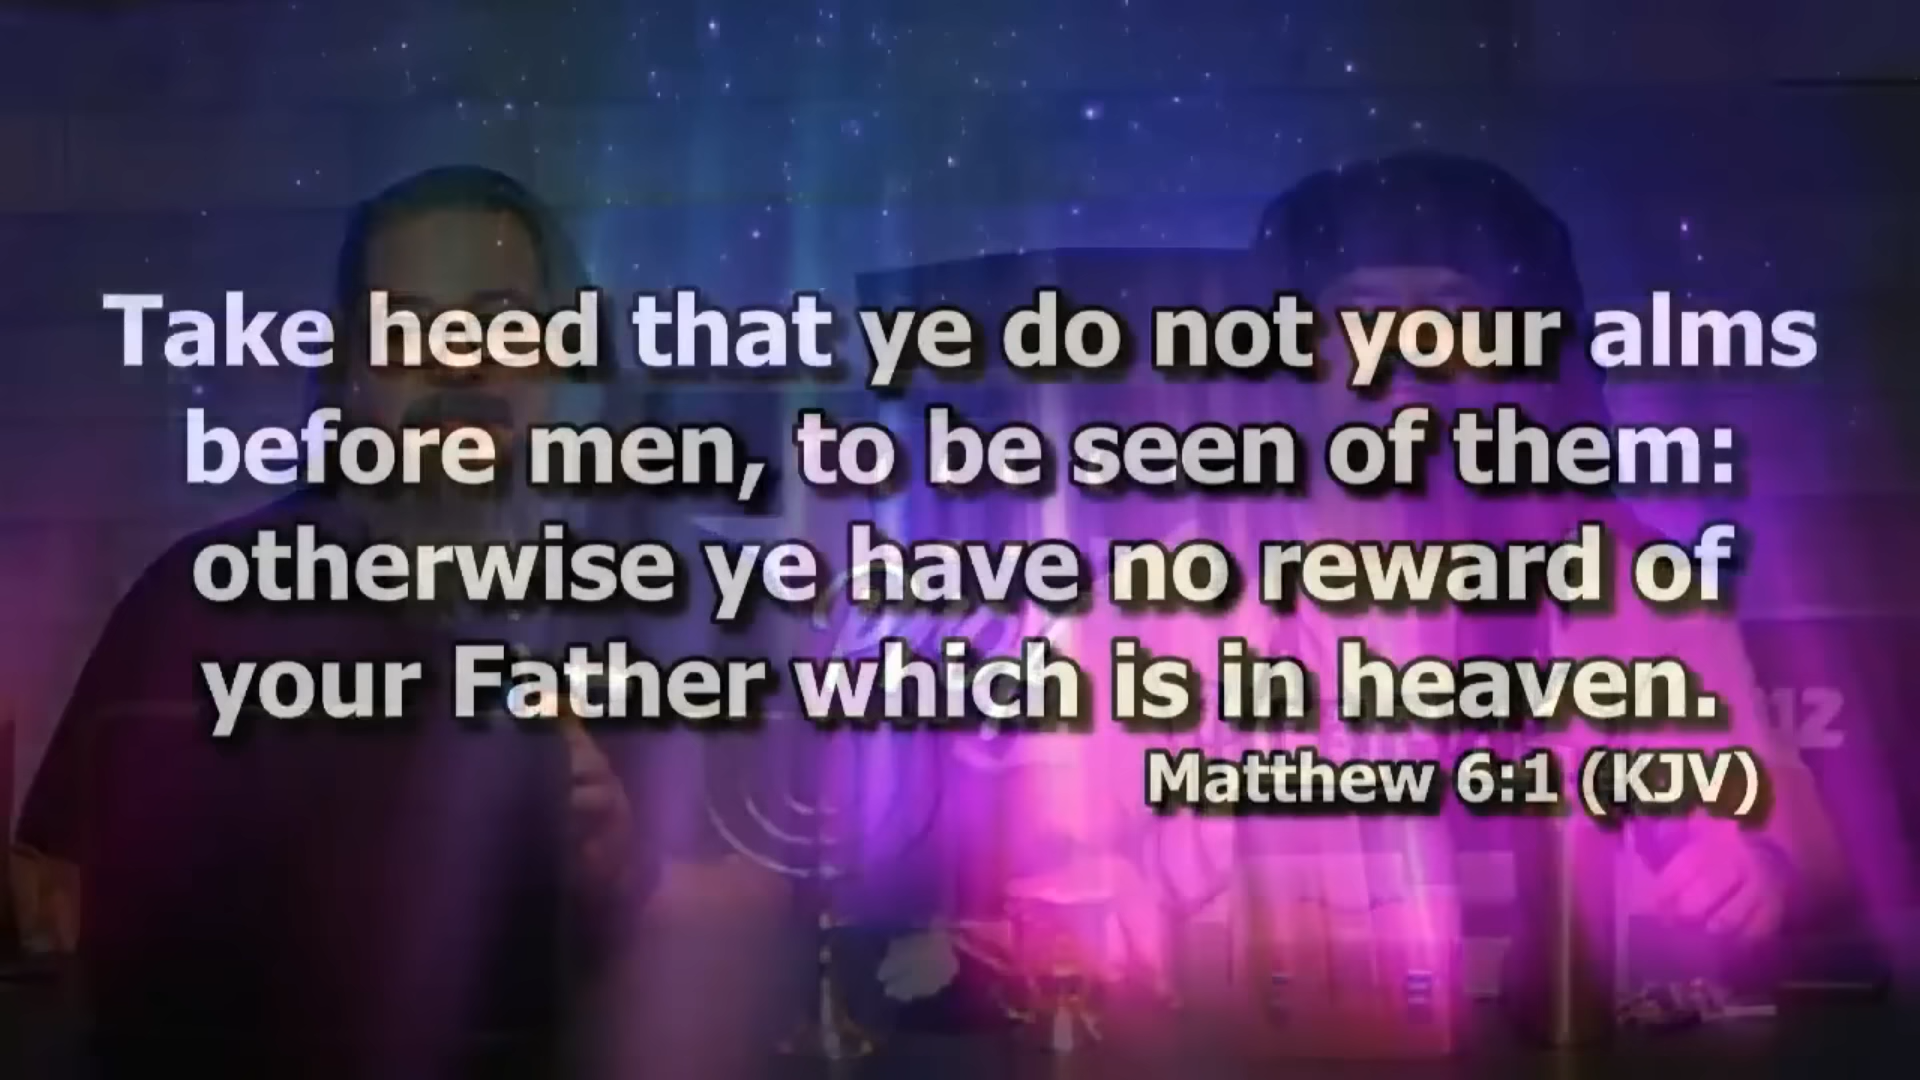 Take heed that ye do not your alms
before men, to be seen of them:
otherwise ye have no reward of
your Father which is in heaven.
Matthew 6:1 (KJV)
12